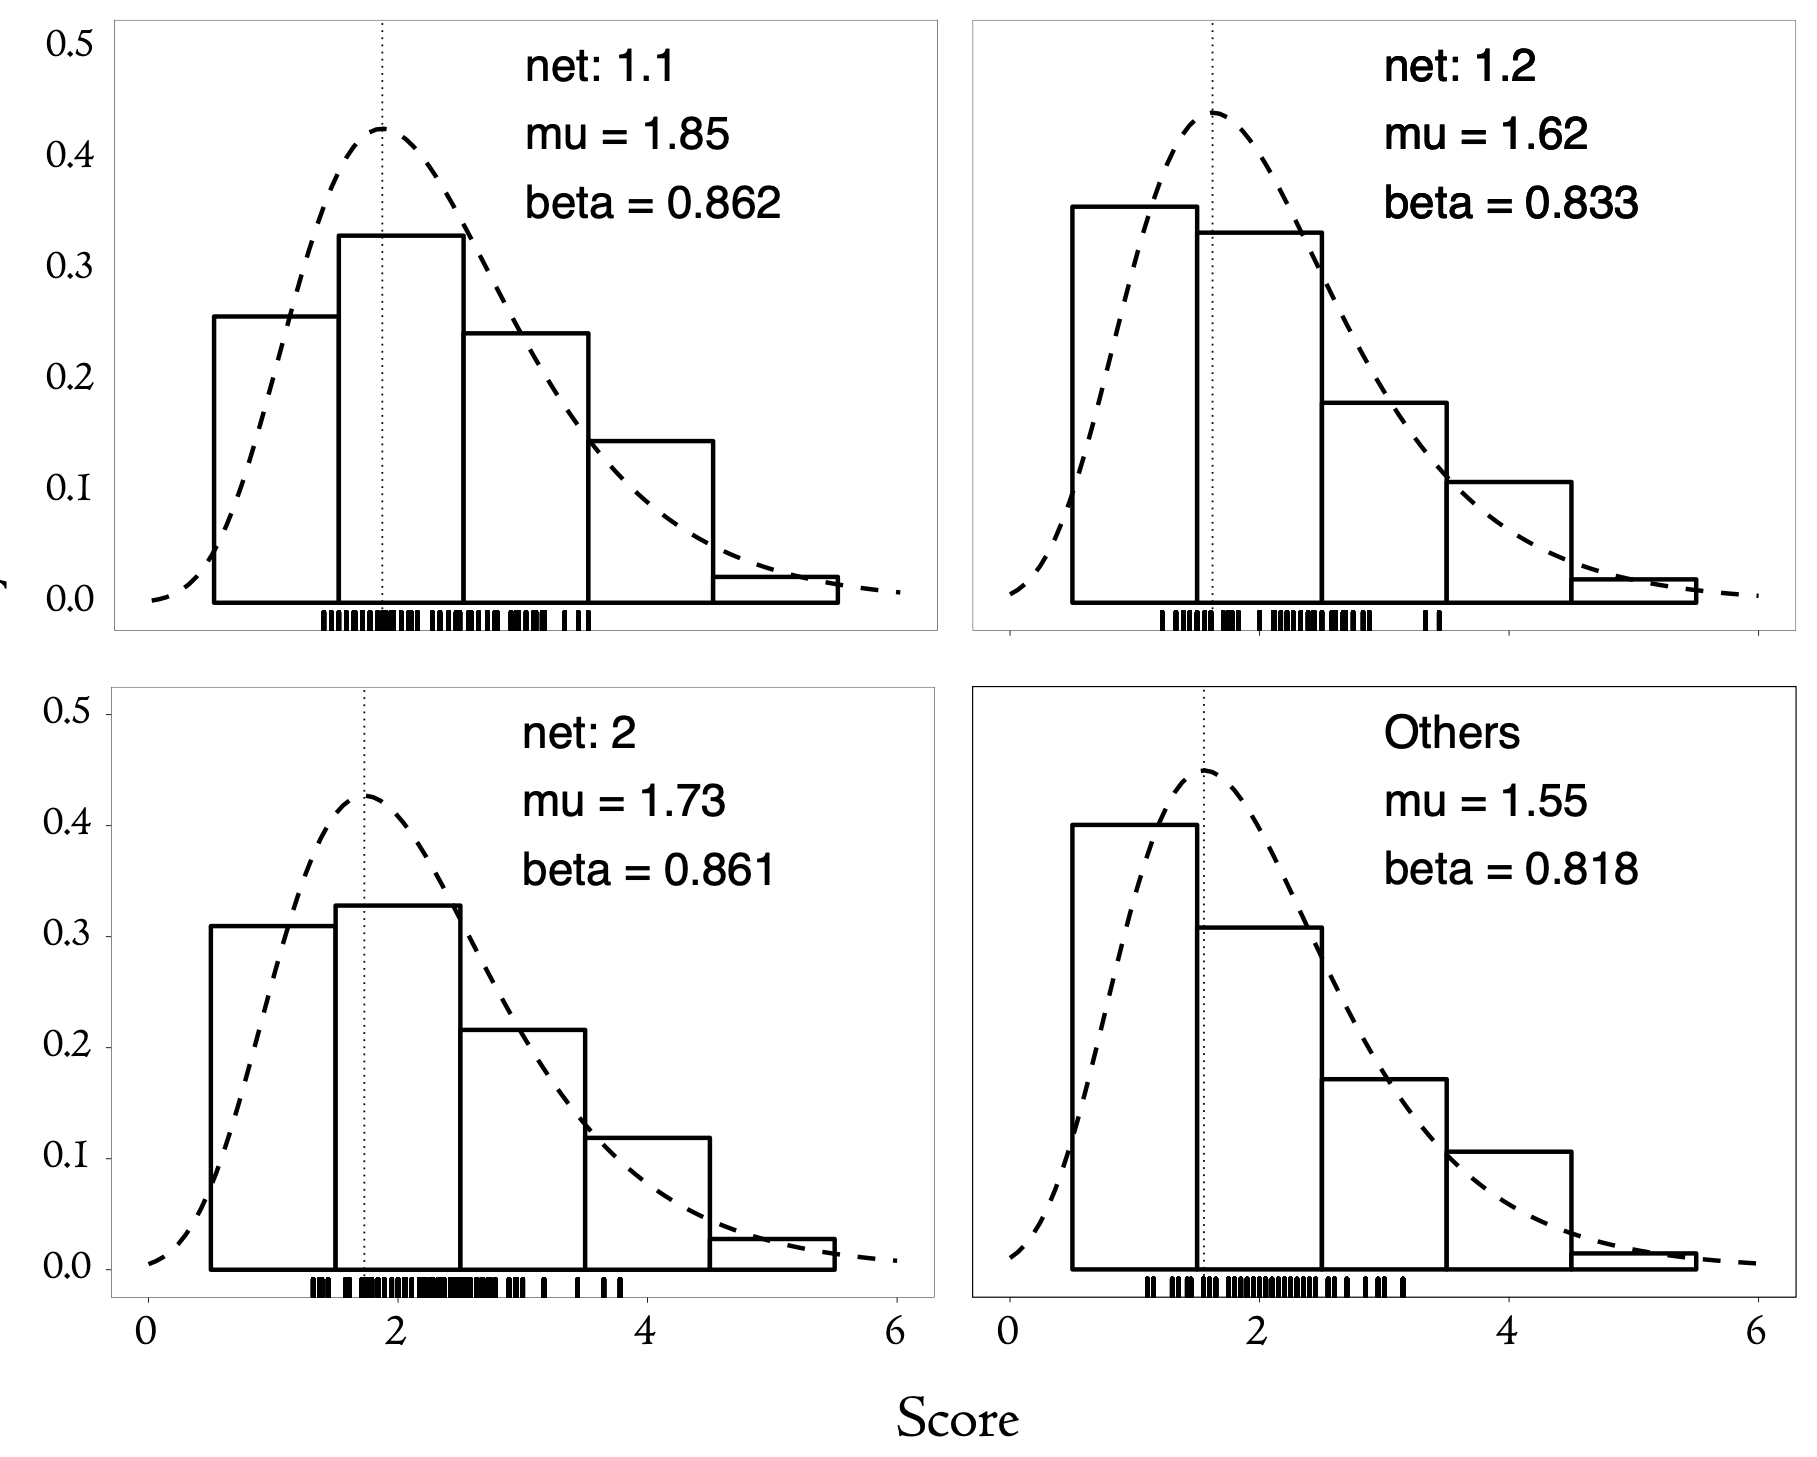 0.5
0.4
0.3
0.2
0.1
0.0
net: 1.1
mu = 1.85
beta = 0.862
net: 1.2
mu = 1.62
beta = 0.833
0.5
0.4
0.3
0.2
0.1
0.0
net: 2
mu = 1.73
beta = 0.861
Others
mu = 1.55
beta = 0.818
0 2 4 6
0 2 4 6
Score